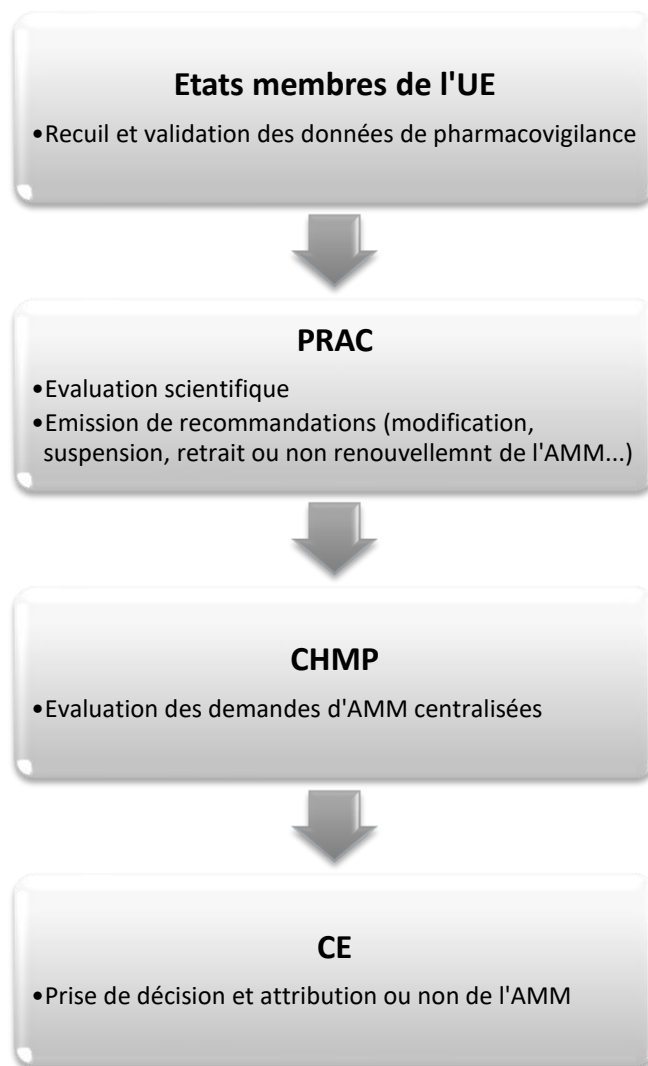 Etats membres de l'UE
•Recuil et validation des données de pharmacovigilance
PRAC
•Evaluation scientifique
•Emission de recommandations (modification,
suspension, retrait ou non renouvellemnt de l'AMM...)
CHMP
•Evaluation des demandes d'AMM centralisées
CE
•Prise de décision et attribution ou non de l'AMM